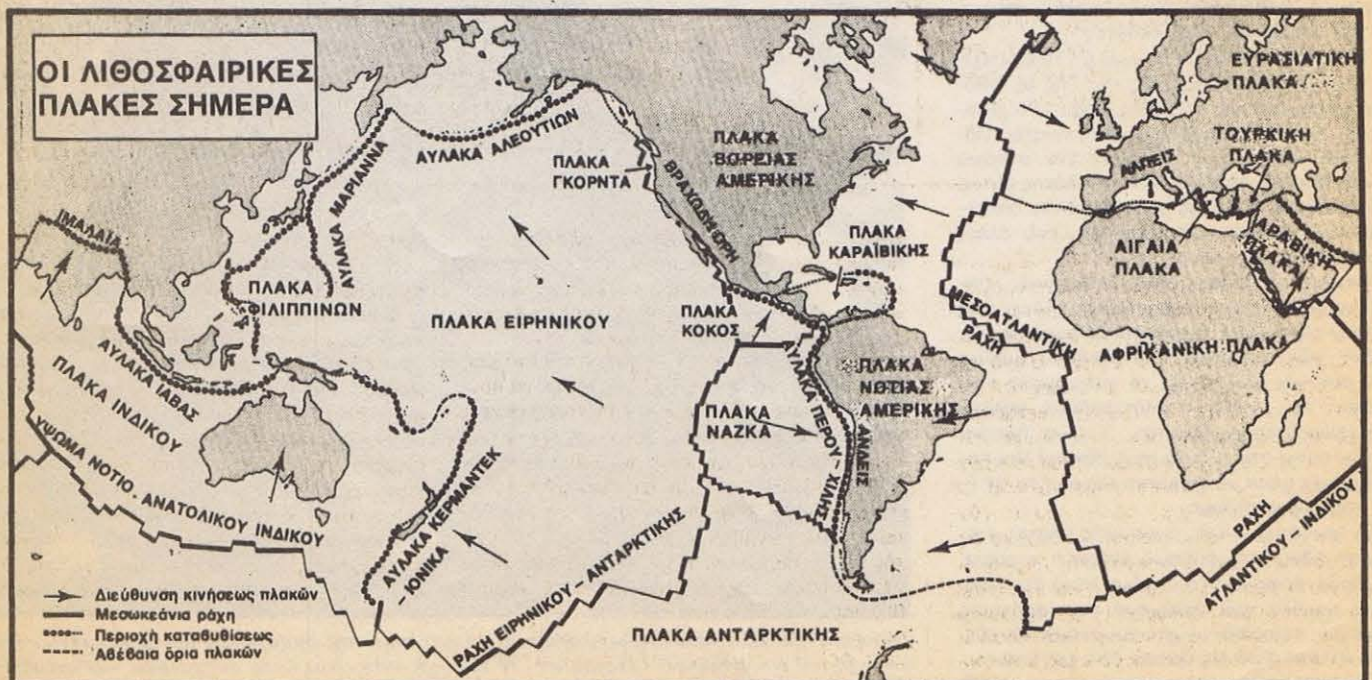 ΟΙ ΛΙΘΟΣΦΑΙΡΙΚΕΣ
ΠΛΑΚΕΣ ΣΗΜΕΡΑ
ΕΥΡΑΣΙΑΤΙΚΗ
ΠΛΑΚΑ
ΤΟΥΡΚΙΚΗ
ΠΛΑΚΑ
ΑΛΠΕΙΣ
ΑΥΛΑΚΑ ΑΛΕΟΥΤΙΩΝ
ΠΛΑΚΑ
ΓΚΟΡΝΤΑ
ΠΛΑΚΑ
ΒΟΡΕΙΑΣ
ΑΜΕΡΙΚΗΣ
ΒΡΑΧΩΔΗ ΟΡΗ
ΑΥΛΑΚΑ ΜΑΡΙΑΝΝΑ
ΙΜΑΛΑΪΑ
ΠΛΑΚΑ
ΚΑΡΑΪΒΙΚΗΣ
ΑΙΓΑΙΑ
ΠΛΑΚΑ
ΑΡΑΒΙΚΗ
ΠΛΑΚΑ
ΠΛΑΚΑ
ΦΙΛΙΠΠΙΝΩΝ
ΠΛΑΚΑ ΕΙΡΗΝΙΚΟΥ
ΠΛΑΚΑ
ΚΟΚΟΣ
ΜΕΣΟΑΤΛΑΝΤΙΚΗ
ΡΑΧΗ
ΑΦΡΙΚΑΝΙΚΗ ΠΛΑΚΑ
ΑΥΛΑΚΑ ΙΑΒΑΣ
ΠΛΑΚΑ ΙΝΔΙΚΟΥ
ΠΛΑΚΑ
ΝΑΖΚΑ
ΑΥΛΑΚΑ ΠΕΡΟΥ - ΧΙΛΗΣ
ΑΝΔΕΙΣ
ΠΛΑΚΑ
ΝΟΤΙΑΣ
ΑΜΕΡΙΚΗΣ
ΥΨΩΜΑ ΝΟΤΙΟ-ΑΝΑΤΟΛΙΚΟΥ ΙΝΔΙΚΟΥ
ΑΥΛΑΚΑ ΚΕΡΜΑΝΤΕΚ
ΙΟΝΙΚΑ
ΡΑΧΗ ΕΙΡΗΝΙΚΟΥ - ΑΝΤΑΡΚΤΙΚΗΣ
ΡΑΧΗ
ΑΤΛΑΝΤΙΚΟΥ - ΙΝΔΙΚΟΥ
ΠΛΑΚΑ ΑΝΤΑΡΚΤΙΚΗΣ
Διεύθυνση κινήσεως πλακών
Μεσωκεάνια ράχη
Περιοχή καταβυθίσεως
Αβέβαια όρια πλακών